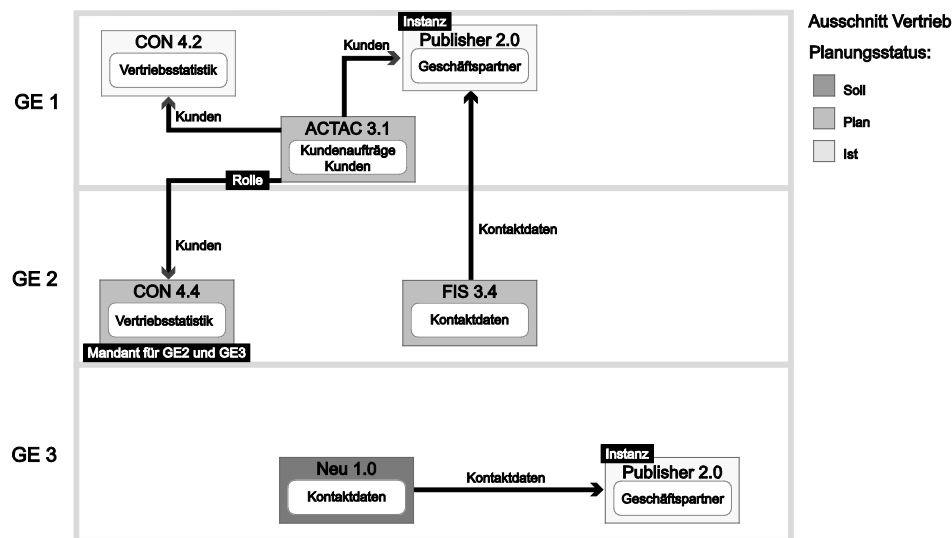 Ausschnitt Vertrieb
Planungsstatus:
Soll
Plan
Ist
GE 1
CON 4.2
Vertriebsstatistik
Instanz
Publisher 2.0
Geschäftspartner
Kunden
Kunden
ACTAC 3.1
Kundenaufträge
Kunden
Rolle
GE 2
Kunden
Kontaktdaten
CON 4.4
Vertriebsstatistik
Mandant für GE2 und GE3
FIS 3.4
Kontaktdaten
GE 3
Neu 1.0
Kontaktdaten
Kontaktdaten
Instanz
Publisher 2.0
Geschäftspartner